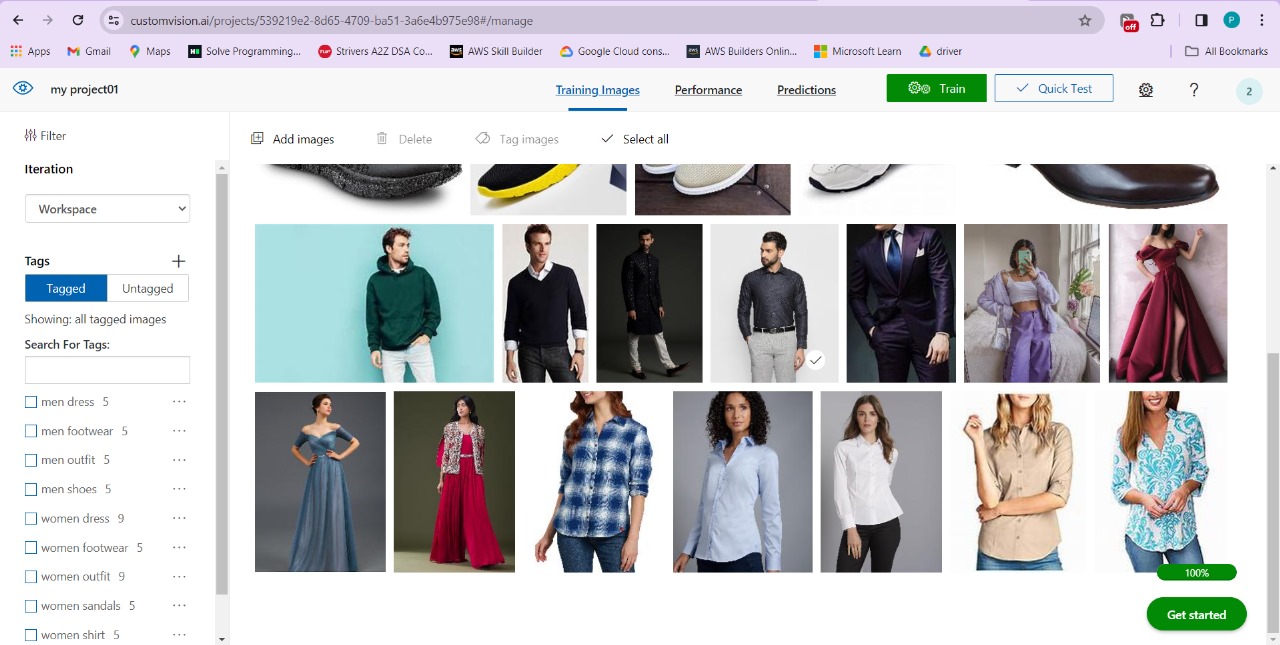 customvision.ai/projects/539219e2-8d65-4709-ba51-3a6e4b975e98#/manage
off
P
Apps Gmail Maps Solve Programming... Strivers A2Z DSA Co... AWS Skill Builder Google Cloud cons... AWS Builders Onlin... Microsoft Learn driver All Bookmarks
my project01 Training Images Performance Predictions Train Quick Test ? 2
Filter Add images Delete Tag images Select all
Iteration
Workspace
Tags
Tagged Untagged
Showing: all tagged images
Search For Tags:
men dress 5 ...
men footwear 5 ...
men outfit 5 ...
men shoes 5 ...
women dress 9 ...
women footwear 5 ...
women outfit 9 ...
women sandals 5 ...
women shirt 5 ...
100%
Get started